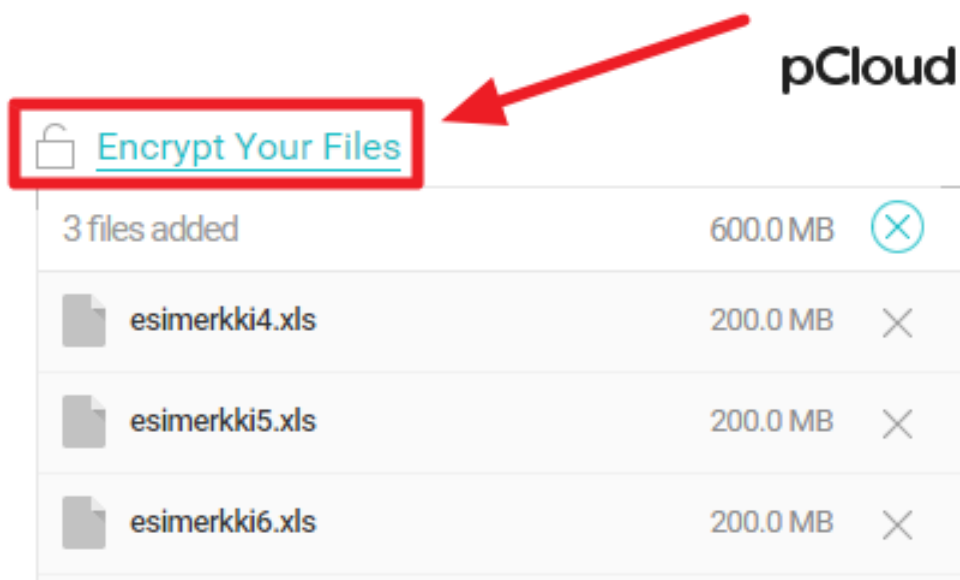 pCloud
Encrypt Your Files
3 files added 600.0 MB
esimerkki4.xls 200.0 MB
esimerkki5.xls 200.0 MB
esimerkki6.xls 200.0 MB